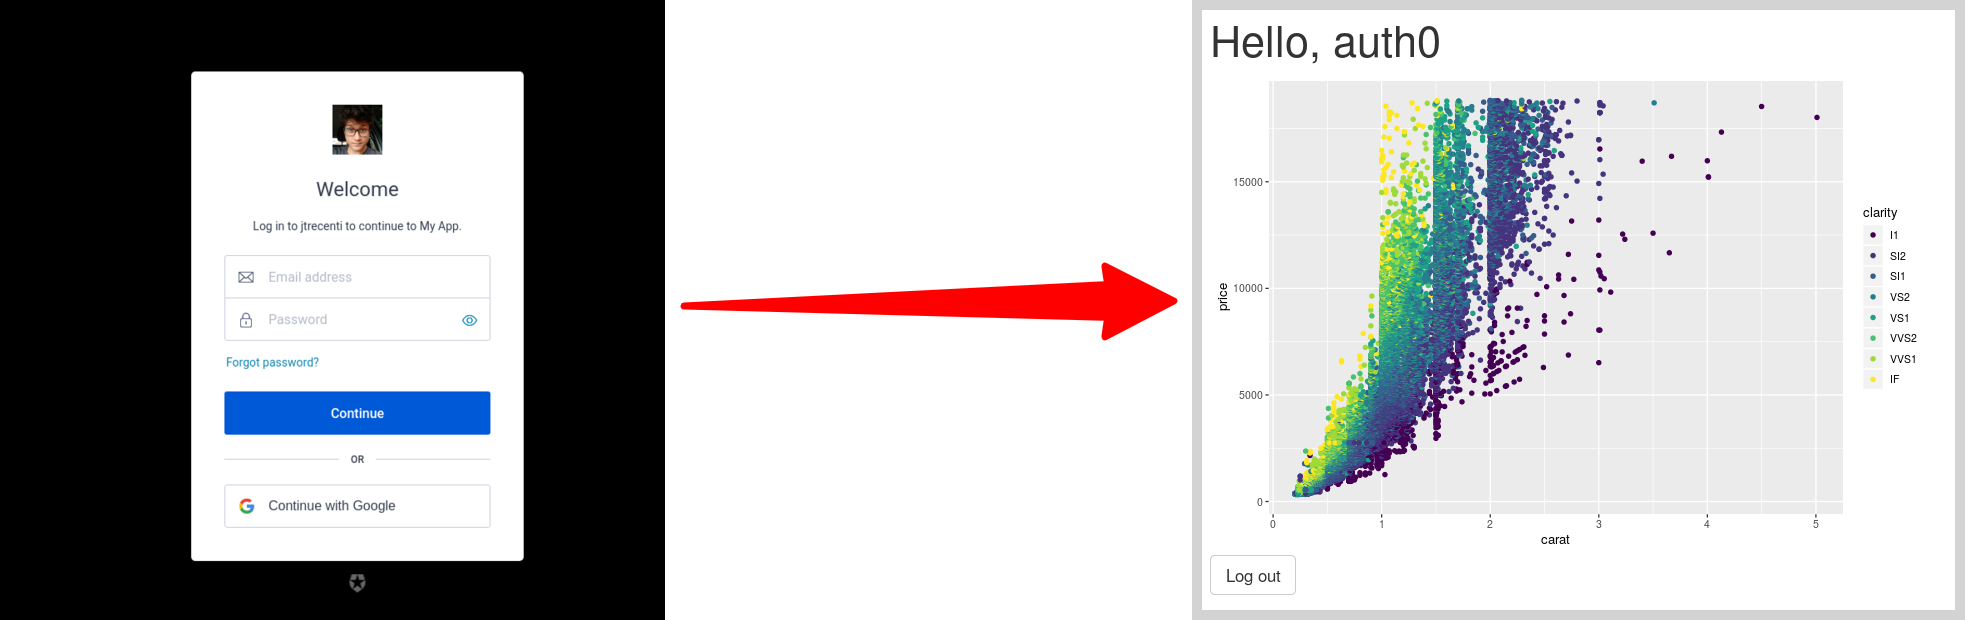 Welcome
Log in to jtrecenti to continue to My App.
Email address
Password
Forgot password?
Continue
OR
Continue with Google
Hello, auth0
price
15000
10000
5000
0
0 1 2 3 4 5
carat
clarity
I1
SI2
SI1
VS2
VS1
VVS2
VVS1
IF
Log out